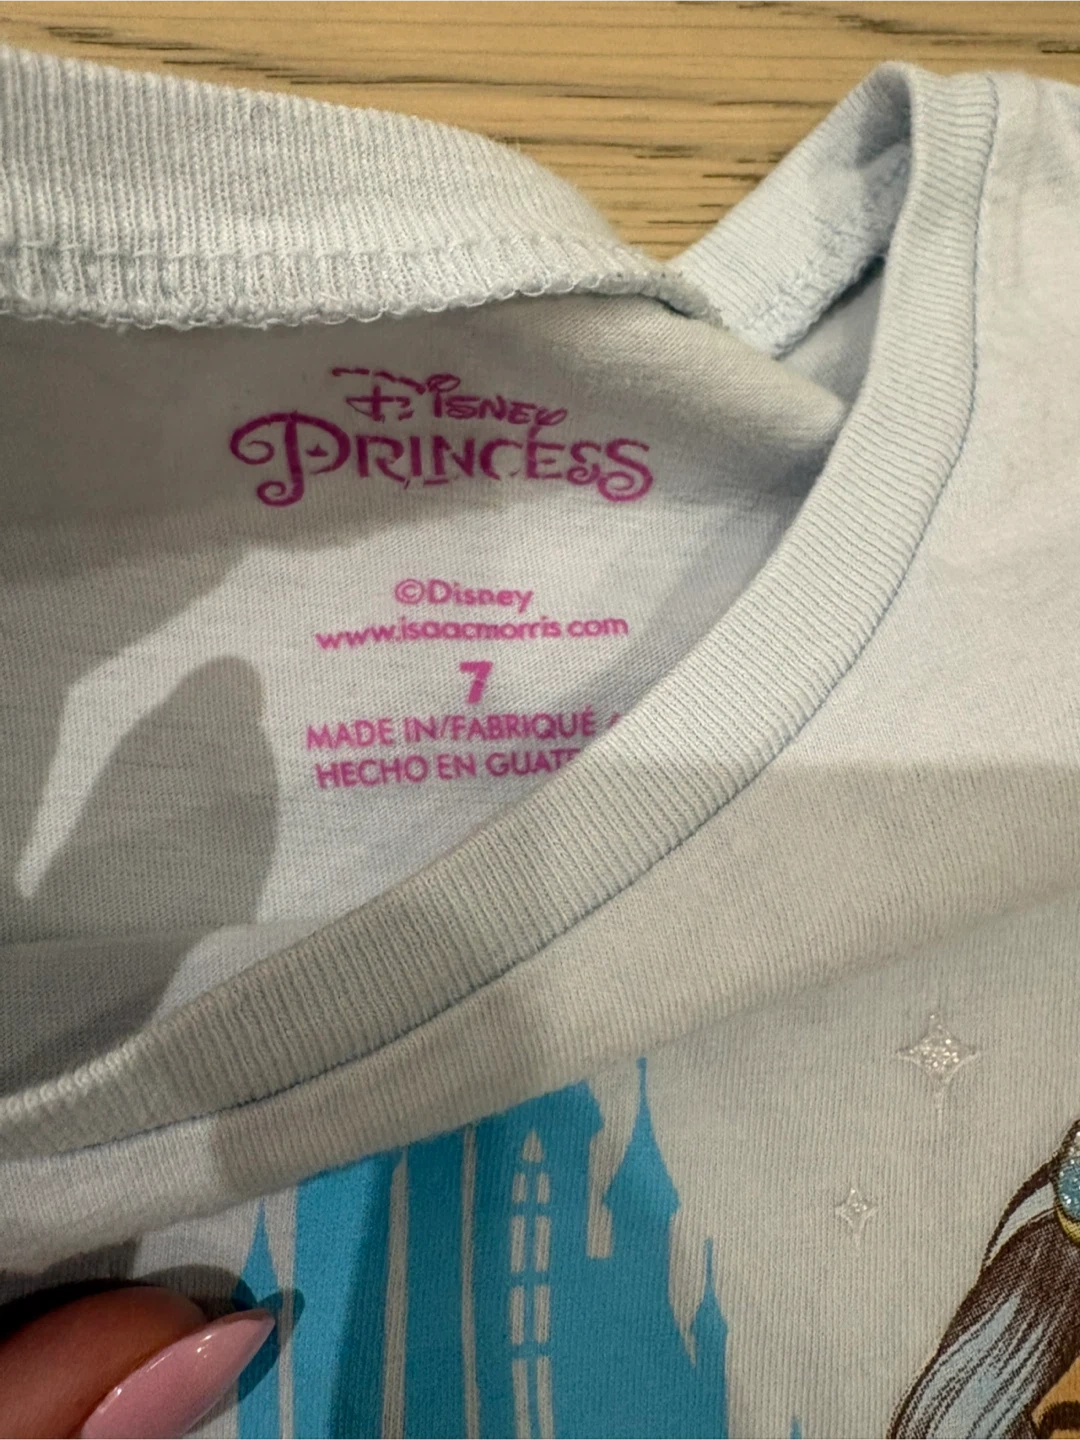 Disney
PRINCESS
©Disney
www.isaacmorris.com
7
MADE IN/FABRIQUÉ
HECHO EN